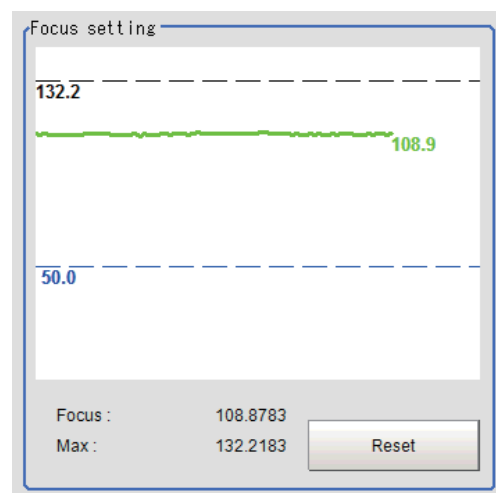 Focus setting
132.2
108.9
50.0
Focus : 108.8783
Max : 132.2183
Reset